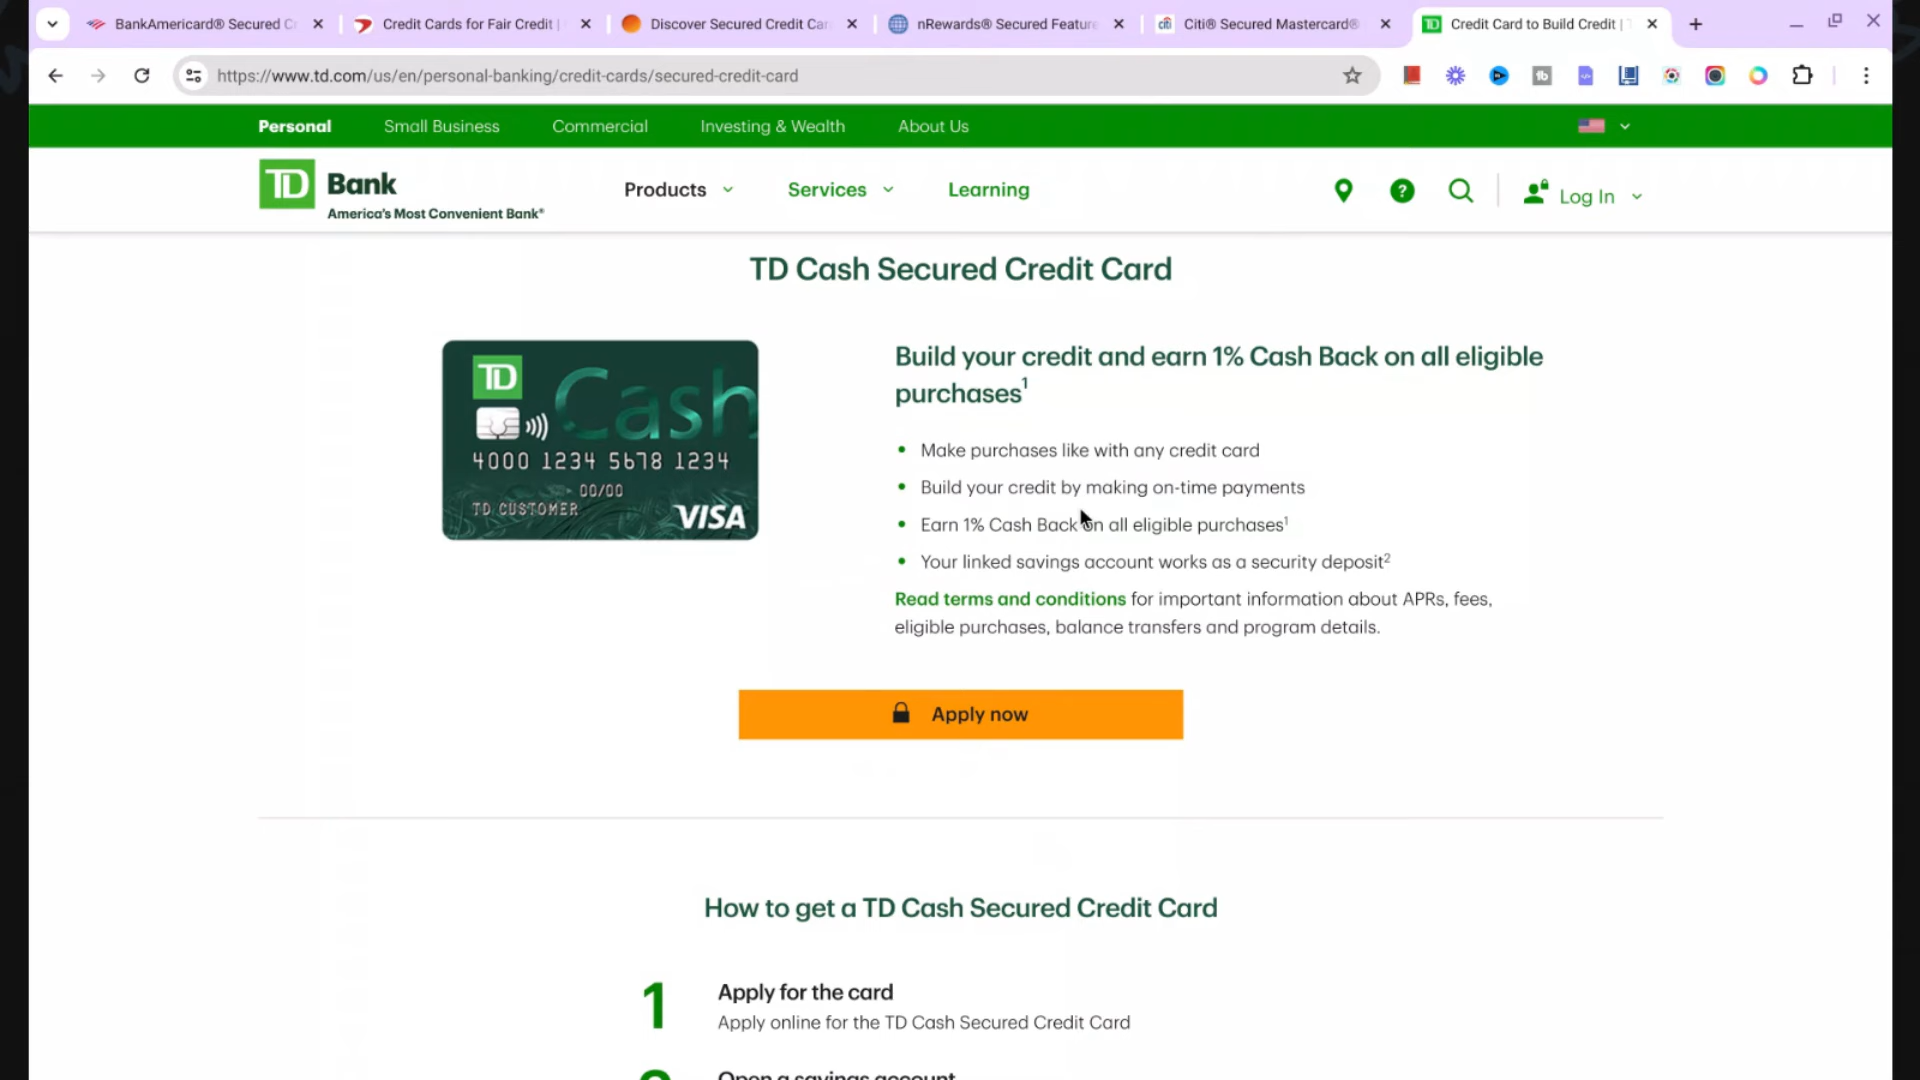 BankAmericard® Secured C
Credit Cards for Fair Credit |
Discover Secured Credit Car
nRewards® Secured Feature
Citi® Secured Mastercard®
Credit Card to Build Credit | T
https://www.td.com/us/en/personal-banking/credit-cards/secured-credit-card
Personal
Small Business
Commercial
Investing & Wealth
About Us
TD Bank
America's Most Convenient Bank®
Products
Services
Learning
Log In
TD Cash Secured Credit Card
TD Cash
4000 1234 5678 1234
00/00
TD CUSTOMER
VISA
Build your credit and earn 1% Cash Back on all eligible
purchases¹
• Make purchases like with any credit card
• Build your credit by making on-time payments
• Earn 1% Cash Back on all eligible purchases¹
• Your linked savings account works as a security deposit²
Read terms and conditions for important information about APRs, fees,
eligible purchases, balance transfers and program details.
Apply now
How to get a TD Cash Secured Credit Card
1
Apply for the card
Apply online for the TD Cash Secured Credit Card
2
Open a savings account